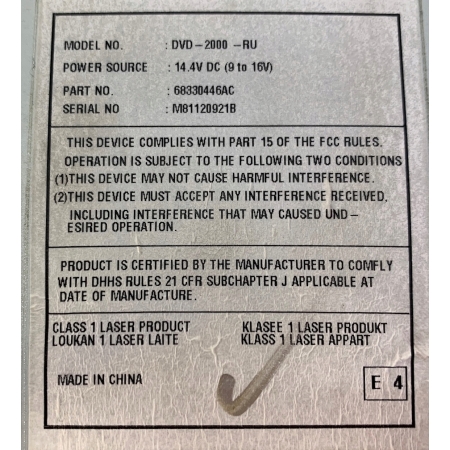 MODEL NO. : DVD-2000 -RU
POWER SOURCE : 14.4V DC (9 to 16V)
PART NO. : 68330446AC
SERIAL NO : M81120921B
THIS DEVICE COMPLIES WITH PART 15 OF THE FCC RULES.
OPERATION IS SUBJECT TO THE FOLLOWING TWO CONDITIONS
(1)THIS DEVICE MAY NOT CAUSE HARMFUL INTERFERENCE.
(2)THIS DEVICE MUST ACCEPT ANY INTERFERENCE RECEIVED,
INCLUDING INTERFERENCE THAT MAY CAUSED UND-
ESIRED OPERATION.
PRODUCT IS CERTIFIED BY THE MANUFACTURER TO COMPLY
WITH DHHS RULES 21 CFR SUBCHAPTER J APPLICABLE AT
DATE OF MANUFACTURE.
CLASS 1 LASER PRODUCT KLASEE 1 LASER PRODUKT
LOUKAN 1 LASER LAITE KLASS 1 LASER APPART
MADE IN CHINA E 4